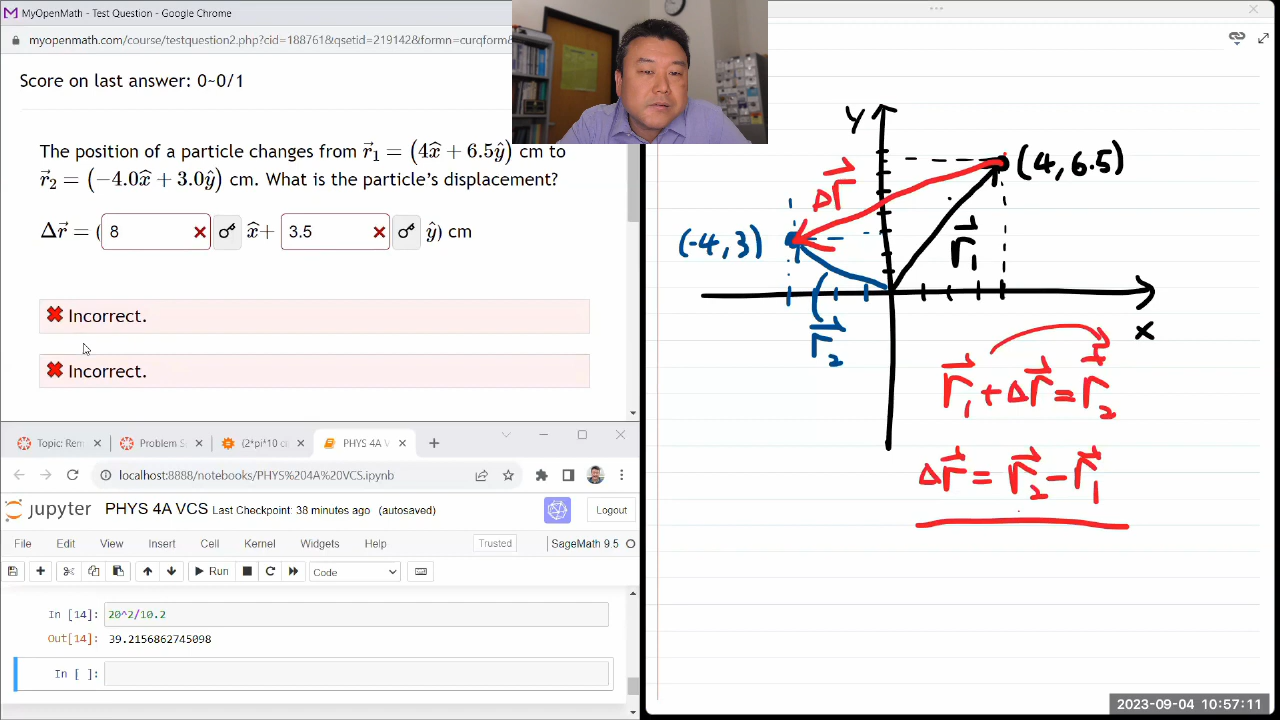 MyOpenMath - Test Question - Google Chrome
myopenmath.com/course/testquestion2.php?cid=188761&qsetid=219142&formn=curqform&
Score on last answer: 0~0/1
The position of a particle changes from r⃗₁ = (4x̂ + 6.5ŷ) cm to
r⃗₂ = (−4.0x̂ + 3.0ŷ) cm. What is the particle's displacement?
Δr⃗ = ( 8 x̂+ 3.5 ŷ) cm
Incorrect.
Incorrect.
Topic: Rem
Problem S
(2*pi*10 c
PHYS 4A V
localhost:8888/noteb
PHYS%
VCS.ipynb
jupyter PHYS 4A VCS Last Checkpoint: 38 minutes ago (autosaved)
Logout
File Edit View Insert Cell Kernel Widgets Help Trusted SageMath 9.5
Run Code
In [14]: 20^2/10.2
Out[14]: 39.2156862745098
In [ ]:
Y
(4, 6.5)
Δr⃗
(-4, 3)
r⃗₁
r⃗₂
x
r⃗₁ + Δr⃗ = r⃗₂
Δr⃗ = r⃗₂ − r⃗₁
2023-09-04 10:57:11